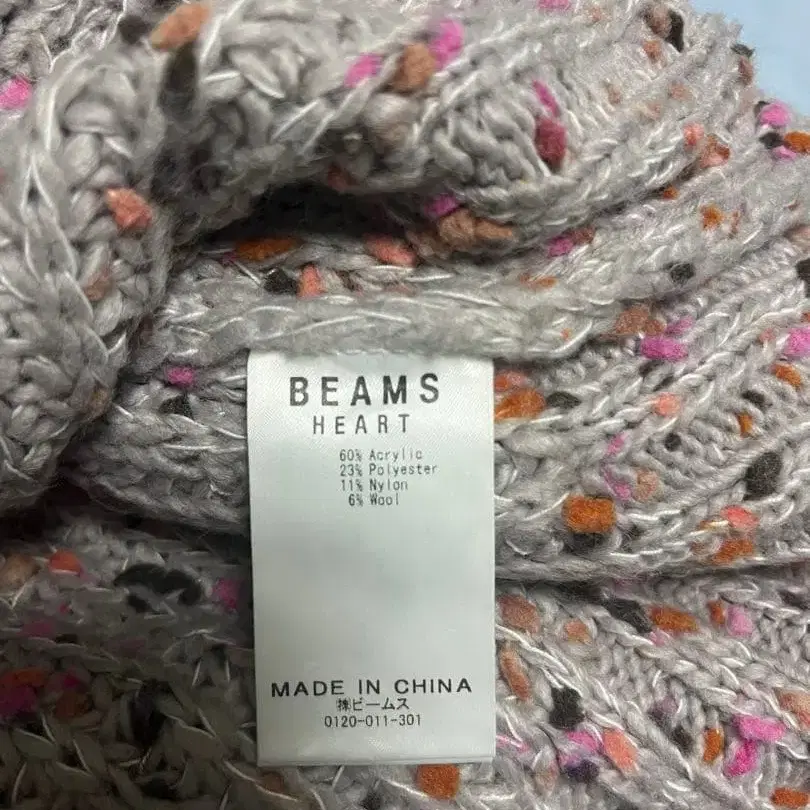 BEAMS
HEART
60% Acrylic
23% Polyester
11% Nylon
6% Wool
MADE IN CHINA
㈱ビームス
0120-011-301